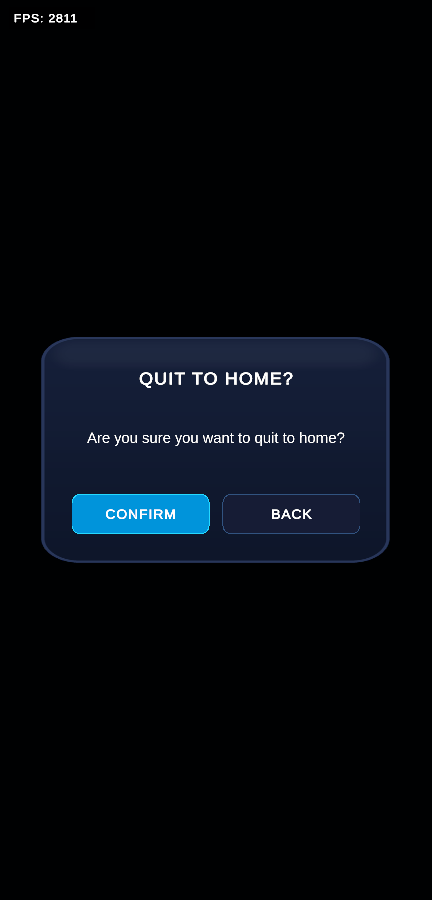 FPS: 2811
QUIT TO HOME?
Are you sure you want to quit to home?
CONFIRM
BACK